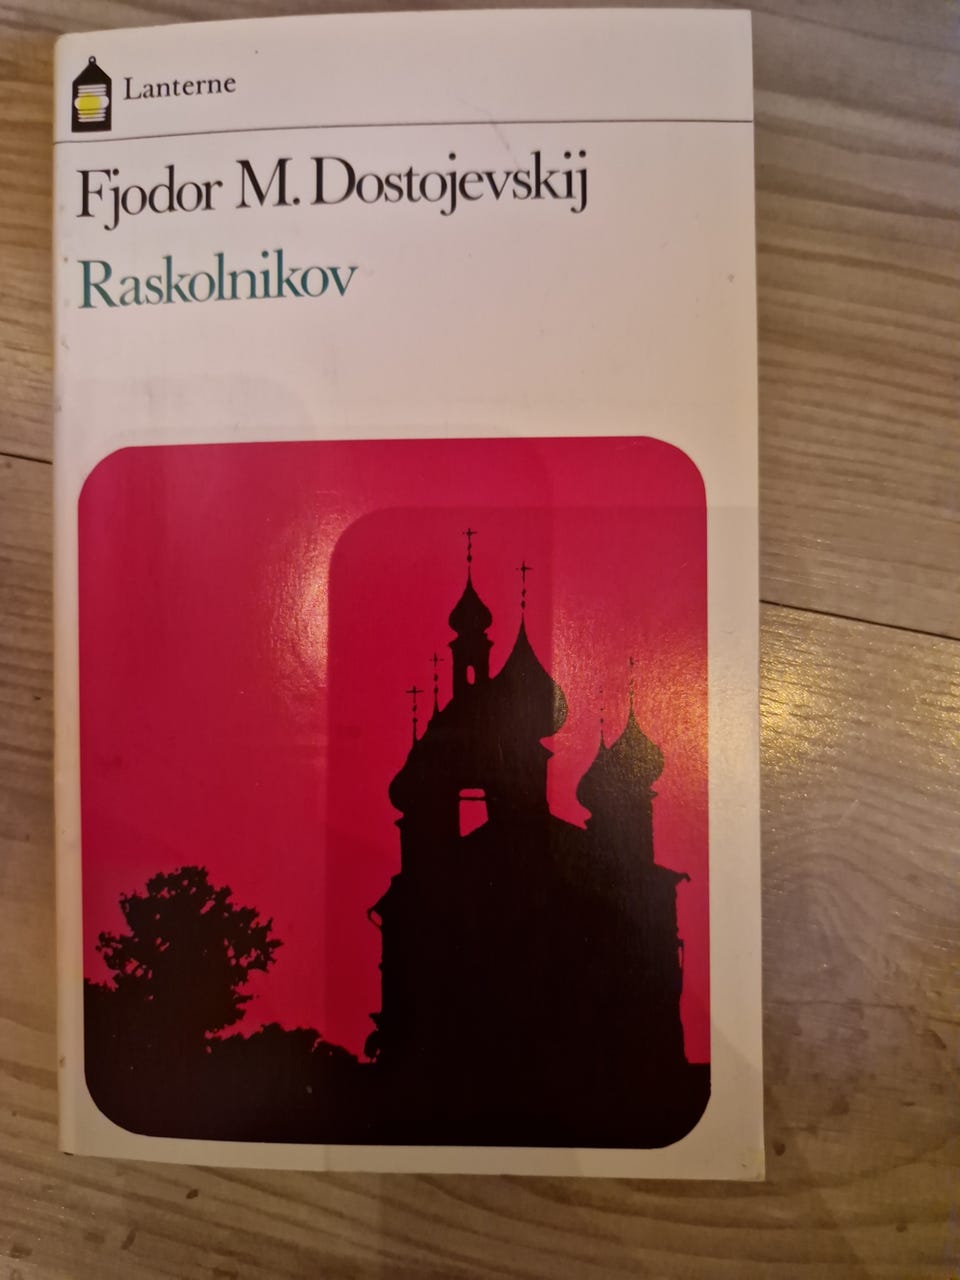 Lanterne
Fjodor M. Dostojevskij
Raskolnikov